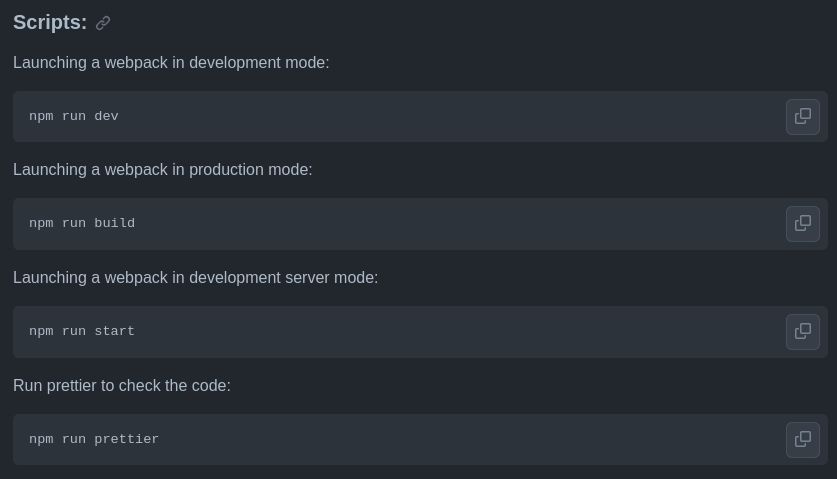 Scripts:
Launching a webpack in development mode:
npm run dev
Launching a webpack in production mode:
npm run build
Launching a webpack in development server mode:
npm run start
Run prettier to check the code:
npm run prettier